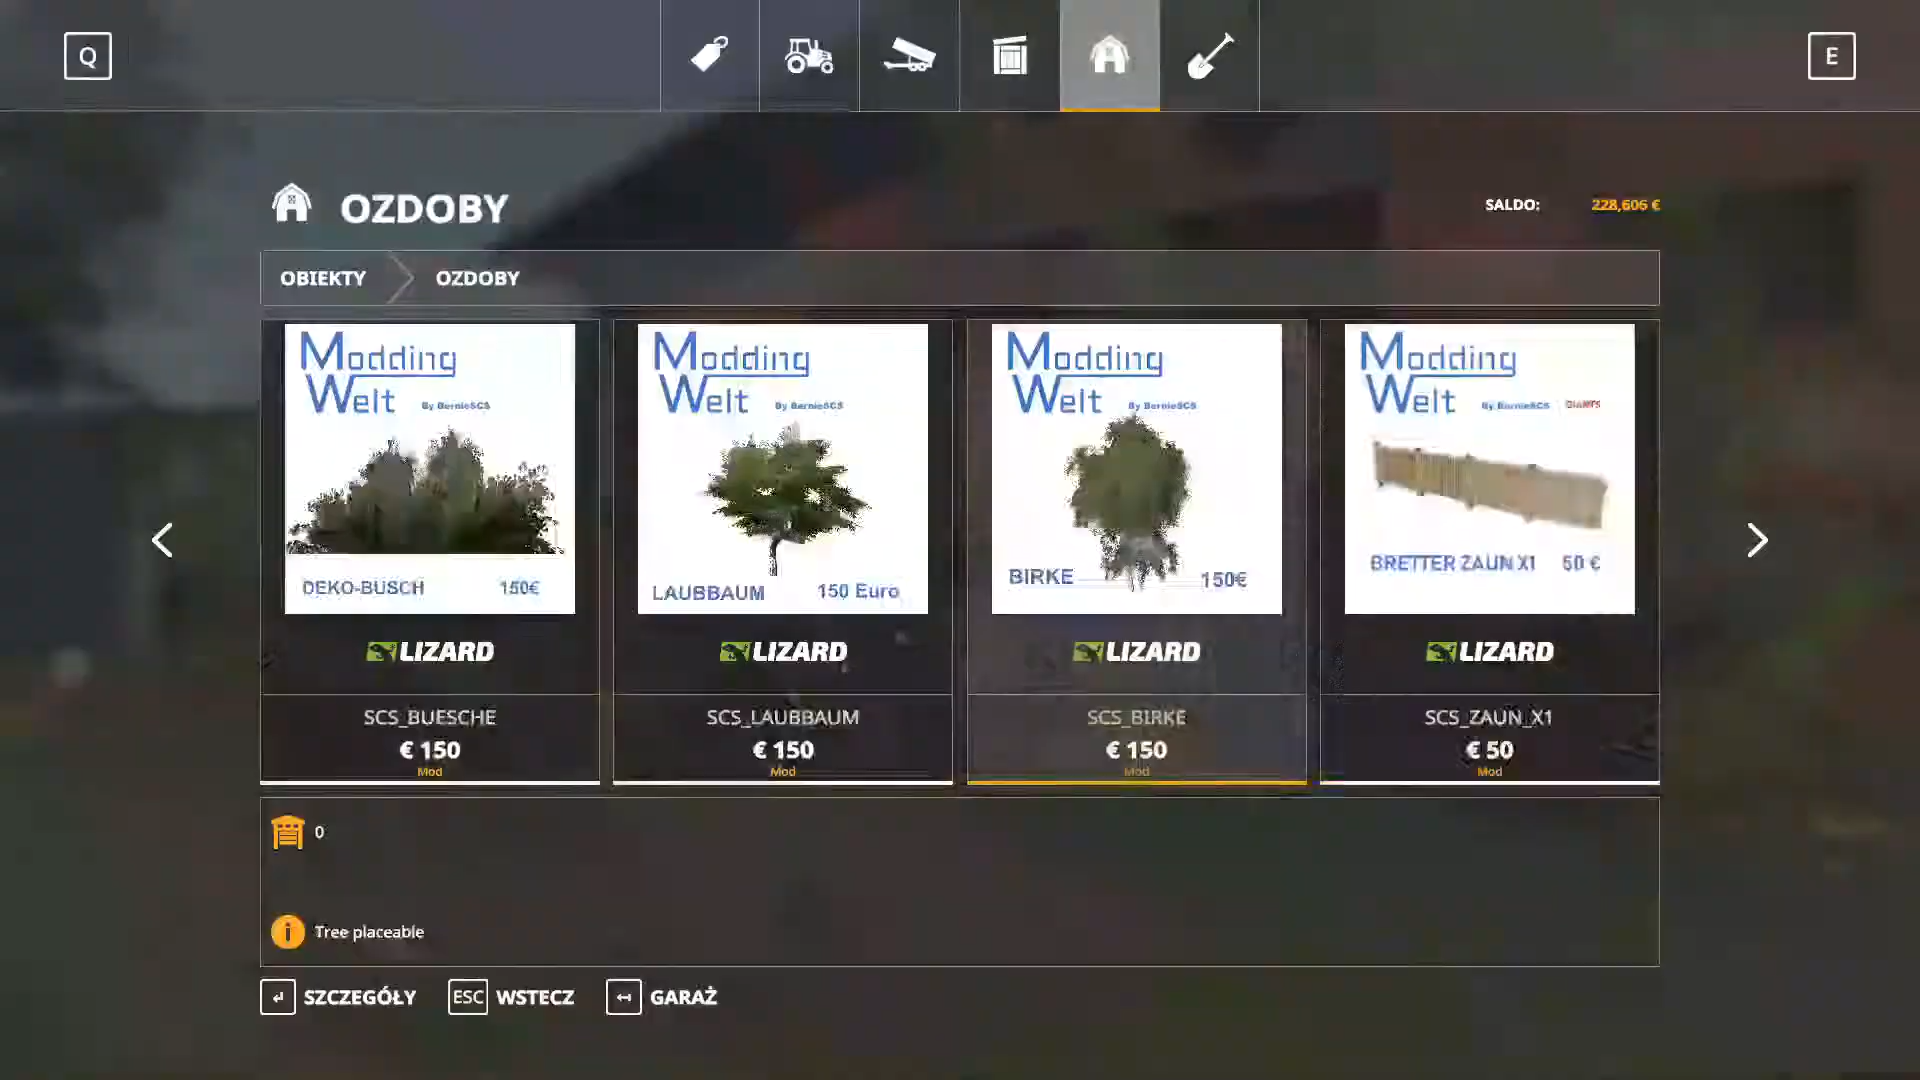 Q
E
OZDOBY
SALDO: 228,606 €
OBIEKTY OZDOBY
Modding
Welt By BernieSCS
DEKO-BUSCH 150€
LIZARD
SCS_BUESCHE
€ 150
Mod
Modding
Welt By BernieSCS
LAUBBAUM 150 Euro
LIZARD
SCS_LAUBBAUM
€ 150
Mod
Modding
Welt By BernieSCS
BIRKE 150€
LIZARD
SCS_BIRKE
€ 150
Mod
Modding
Welt By BernieSCS GIANTS
BRETTER ZAUN X1 50 €
LIZARD
SCS_ZAUN_X1
€ 50
Mod
0
Tree placeable
SZCZEGÓŁY ESC WSTECZ GARAŻ